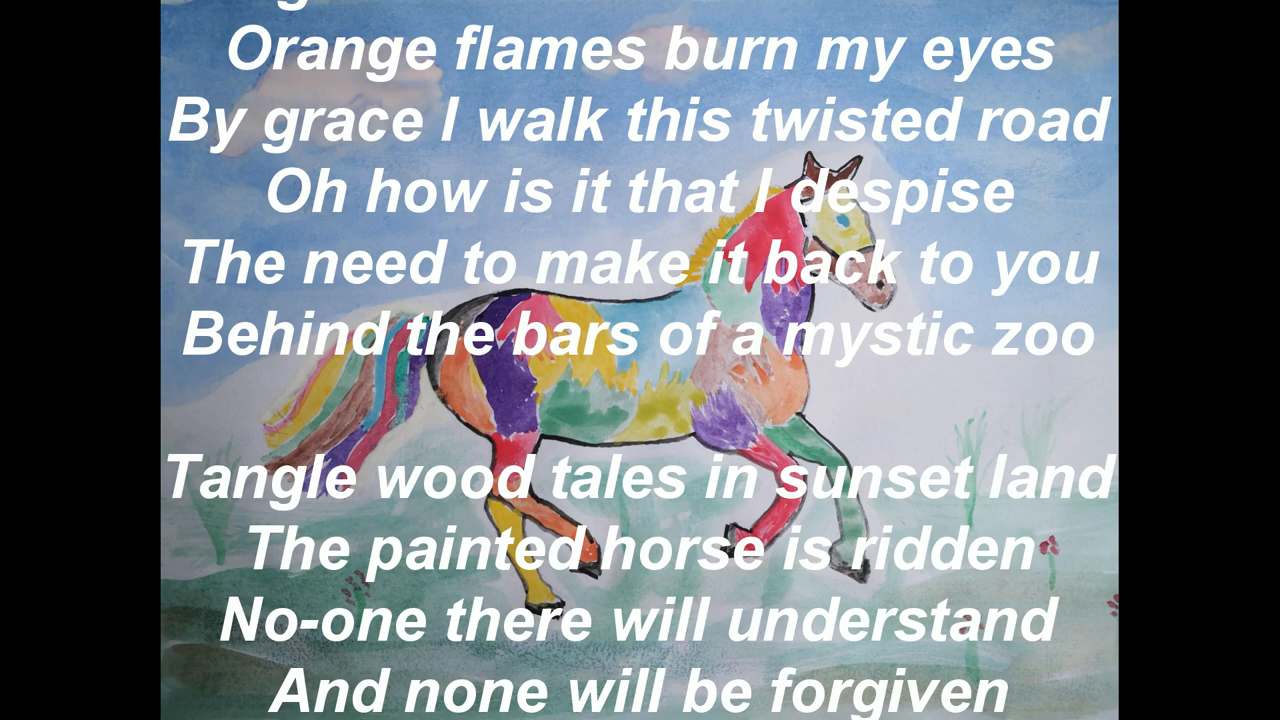 Orange flames burn my eyes
By grace I walk this twisted road
Oh how is it that I despise
The need to make it back to you
Behind the bars of a mystic zoo
Tangle wood tales in sunset land
The painted horse is ridden
No-one there will understand
And none will be forgiven